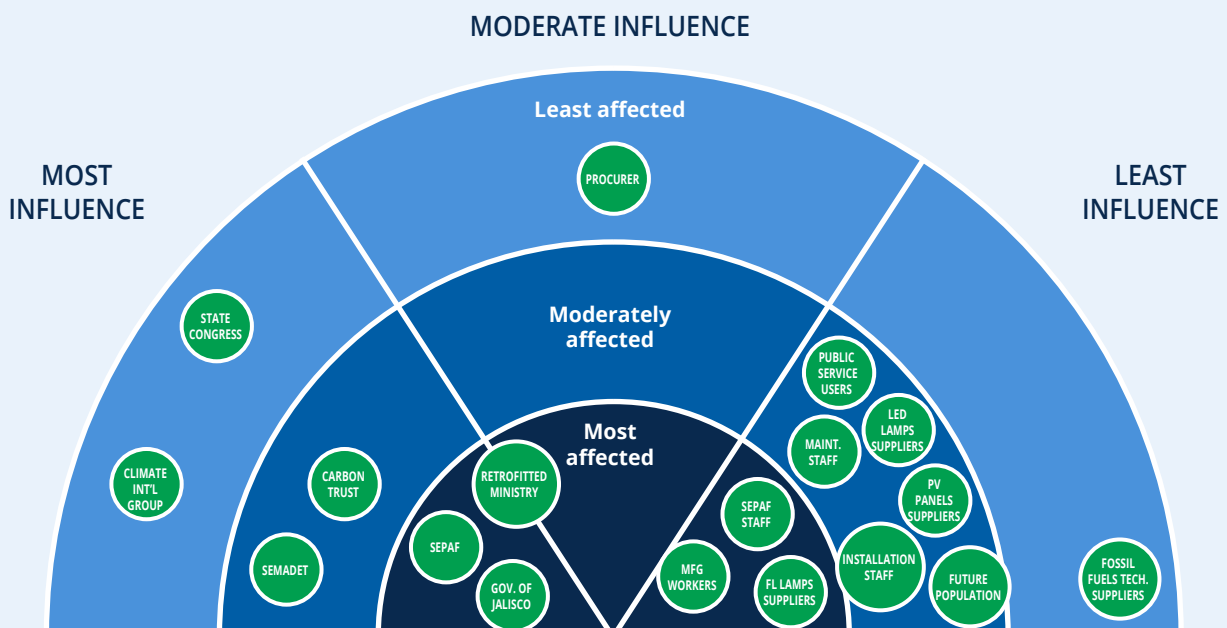 MODERATE INFLUENCE
MOST
INFLUENCE
LEAST
INFLUENCE
Least affected
PROCURER
Moderately
affected
Most
affected
STATE
CONGRESS
CLIMATE
INT'L
GROUP
CARBON
TRUST
SEMADET
RETROFITTED
MINISTRY
SEPAF
GOV. OF
JALISCO
PUBLIC
SERVICE
USERS
LED
LAMPS
SUPPLIERS
MAINT.
STAFF
PV
PANELS
SUPPLIERS
SEPAF
STAFF
MFG
WORKERS
FL LAMPS
SUPPLIERS
INSTALLATION
STAFF
FUTURE
POPULATION
FOSSIL
FUELS TECH.
SUPPLIERS